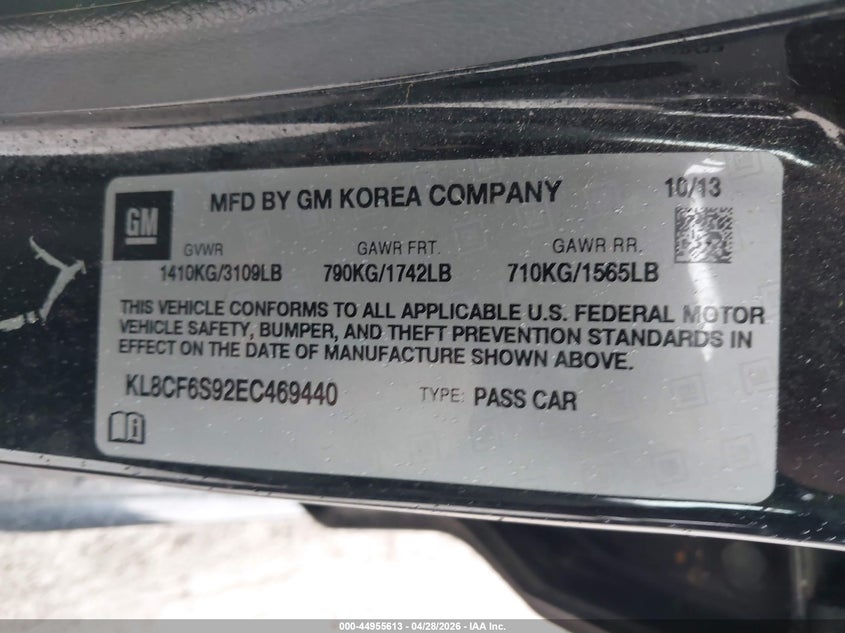 GM
MFD BY GM KOREA COMPANY
10/13
GVWR GAWR FRT. GAWR RR.
1410KG/3109LB 790KG/1742LB 710KG/1565LB
THIS VEHICLE CONFORMS TO ALL APPLICABLE U.S. FEDERAL MOTOR
VEHICLE SAFETY, BUMPER, AND THEFT PREVENTION STANDARDS IN
EFFECT ON THE DATE OF MANUFACTURE SHOWN ABOVE.
KL8CF6S92EC469440 TYPE: PASS CAR
i
000-44955613 - 04/28/2026 - IAA Inc.